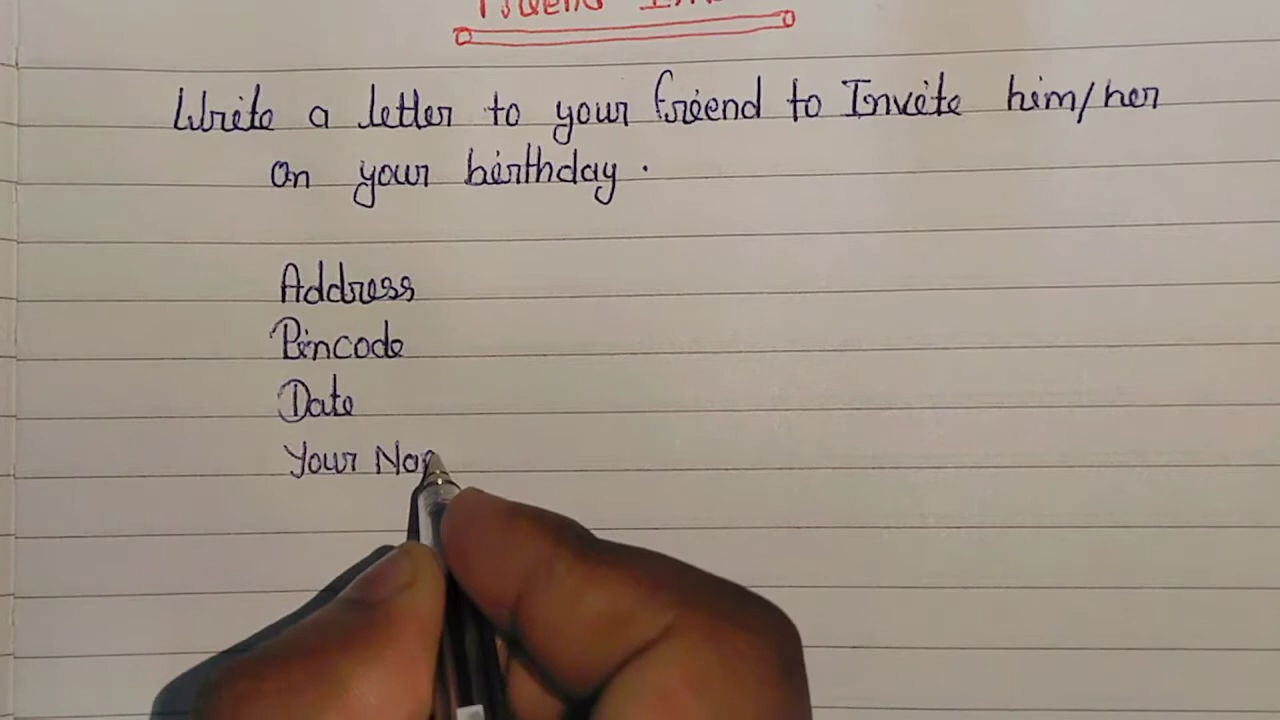 Write a letter to your friend to Invite him/her
on your birthday.
Address
Pincode
Date
Your